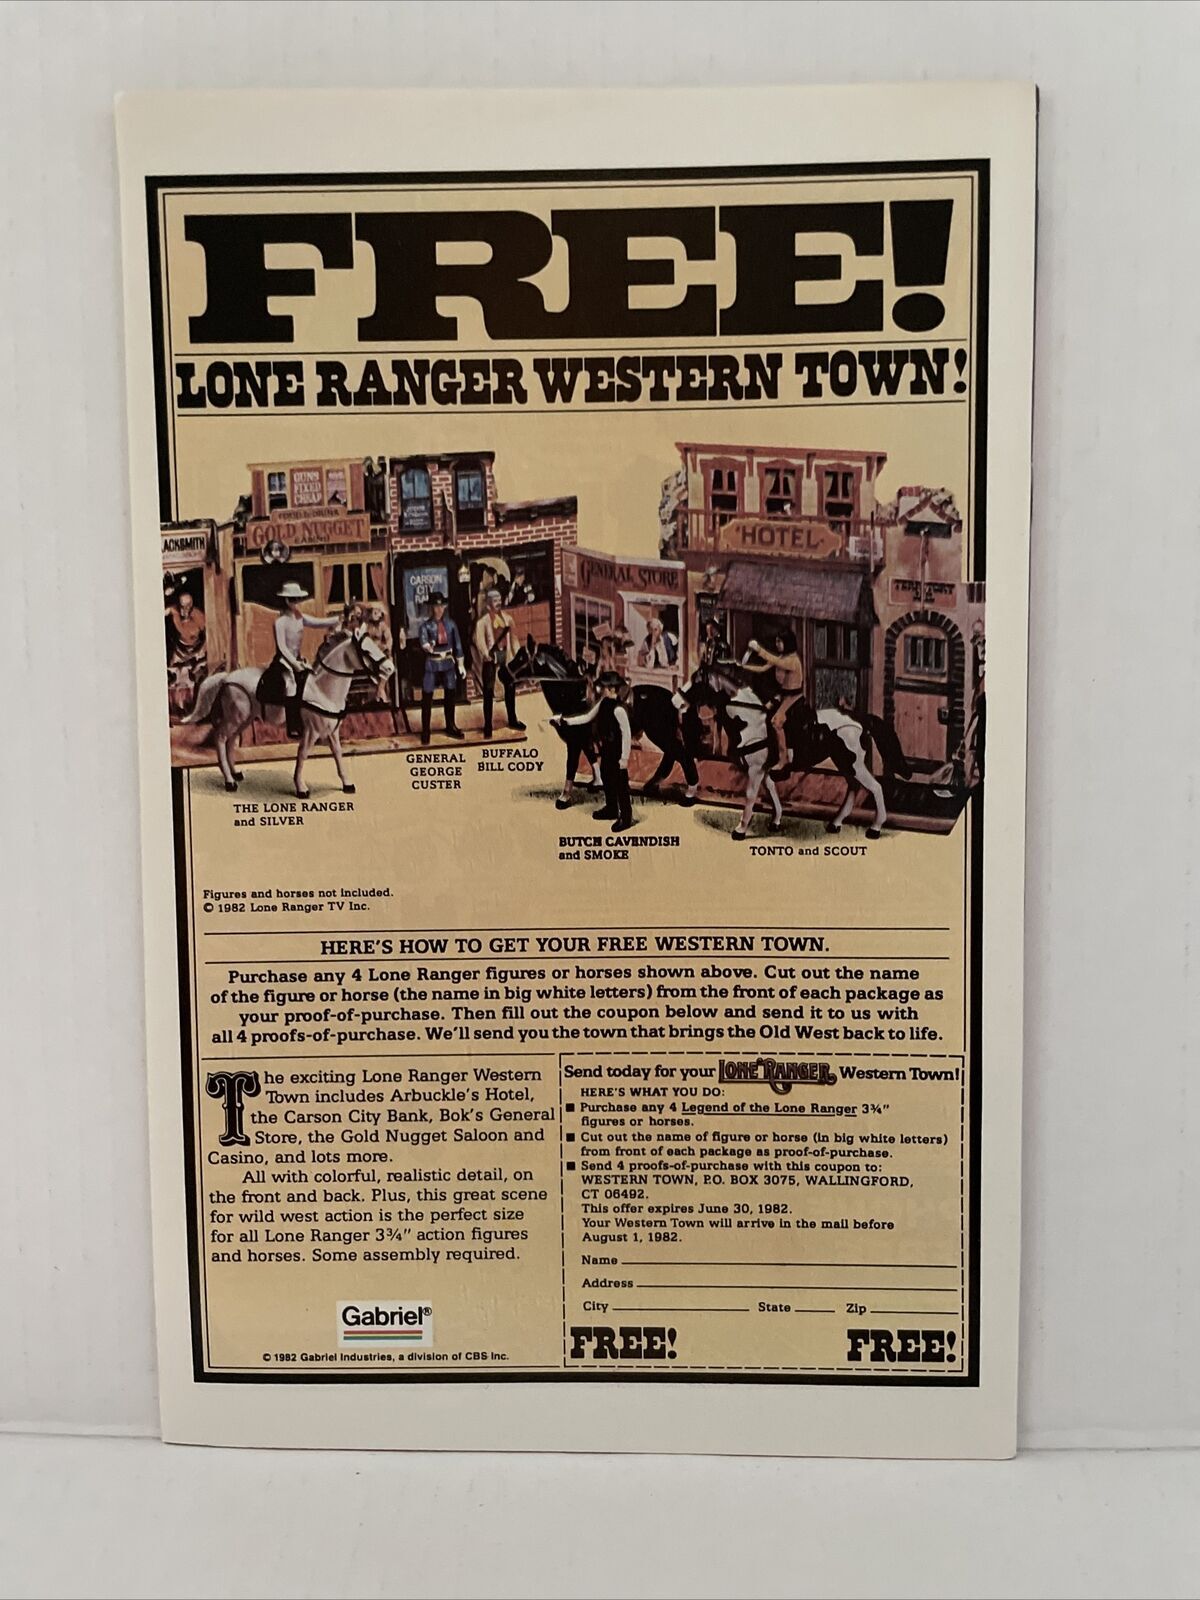 FREE!
LONE RANGER WESTERN TOWN!
GUNS
FIXED
CHEAP
FOOD & DRINK
GOLD NUGGET
CASINO
ACKSMITH
CARSON
CITY
GENERAL STORE
HOTEL
GENERAL
GEORGE
CUSTER
BUFFALO
BILL CODY
THE LONE RANGER
and SILVER
BUTCH CAVENDISH
and SMOKE
TONTO and SCOUT
Figures and horses not included.
© 1982 Lone Ranger TV Inc.
HERE'S HOW TO GET YOUR FREE WESTERN TOWN.
Purchase any 4 Lone Ranger figures or horses shown above. Cut out the name
of the figure or horse (the name in big white letters) from the front of each package as
your proof-of-purchase. Then fill out the coupon below and send it to us with
all 4 proofs-of-purchase. We'll send you the town that brings the Old West back to life.
The exciting Lone Ranger Western
Town includes Arbuckle's Hotel,
the Carson City Bank, Bok's General
Store, the Gold Nugget Saloon and
Casino, and lots more.
All with colorful, realistic detail, on
the front and back. Plus, this great scene
for wild west action is the perfect size
for all Lone Ranger 3¾" action figures
and horses. Some assembly required.
Gabriel®
© 1982 Gabriel Industries, a division of CBS Inc.
Send today for your LONE RANGER Western Town!
HERE'S WHAT YOU DO:
■ Purchase any 4 Legend of the Lone Ranger 3¾"
figures or horses.
■ Cut out the name of figure or horse (in big white letters)
from front of each package as proof-of-purchase.
■ Send 4 proofs-of-purchase with this coupon to:
WESTERN TOWN, P.O. BOX 3075, WALLINGFORD,
CT 06492.
This offer expires June 30, 1982.
Your Western Town will arrive in the mail before
August 1, 1982.
Name
Address
City State Zip
FREE! FREE!